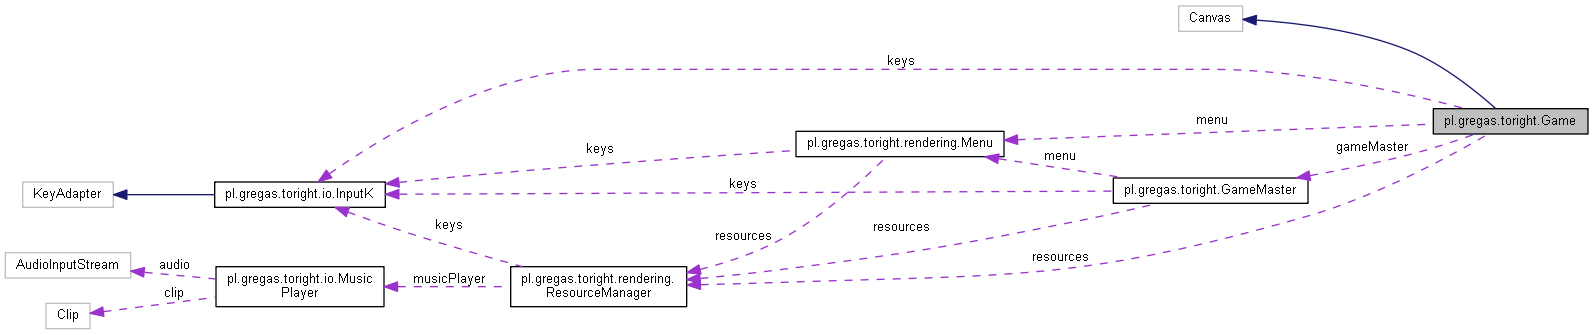 Canvas
keys
pl.gregas.toright.Game
menu
pl.gregas.toright.rendering.Menu
gameMaster
keys
menu
keys
pl.gregas.toright.GameMaster
KeyAdapter
pl.gregas.toright.io.InputK
keys
resources
resources
resources
AudioInputStream
audio
pl.gregas.toright.io.Music
Player
musicPlayer
pl.gregas.toright.rendering.
ResourceManager
clip
Clip